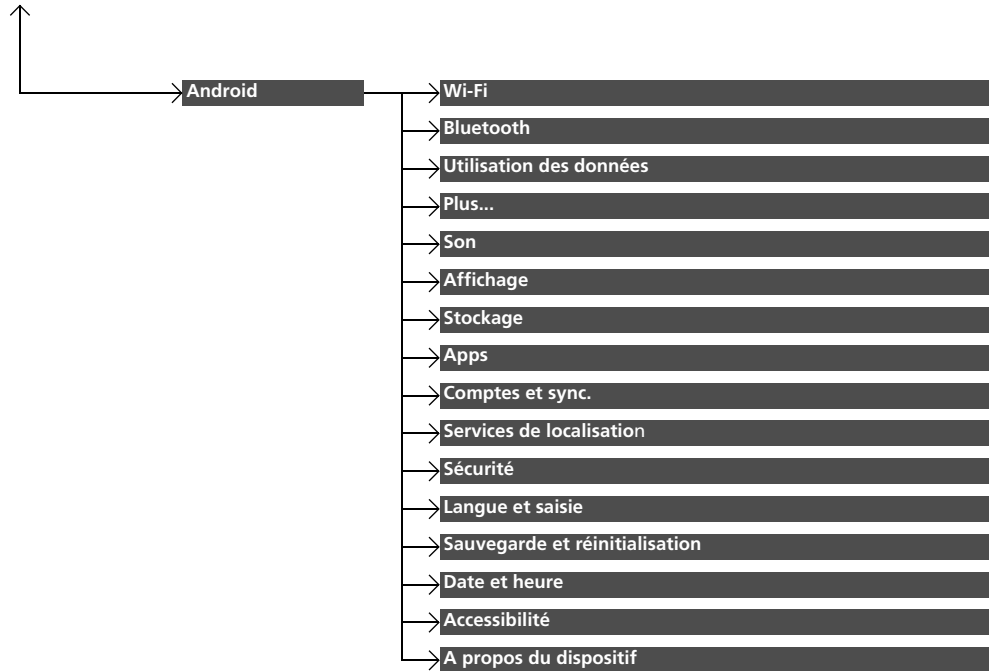 Android
Wi-Fi
Bluetooth
Utilisation des données
Plus...
Son
Affichage
Stockage
Apps
Comptes et sync.
Services de localisation
Sécurité
Langue et saisie
Sauvegarde et réinitialisation
Date et heure
Accessibilité
A propos du dispositif